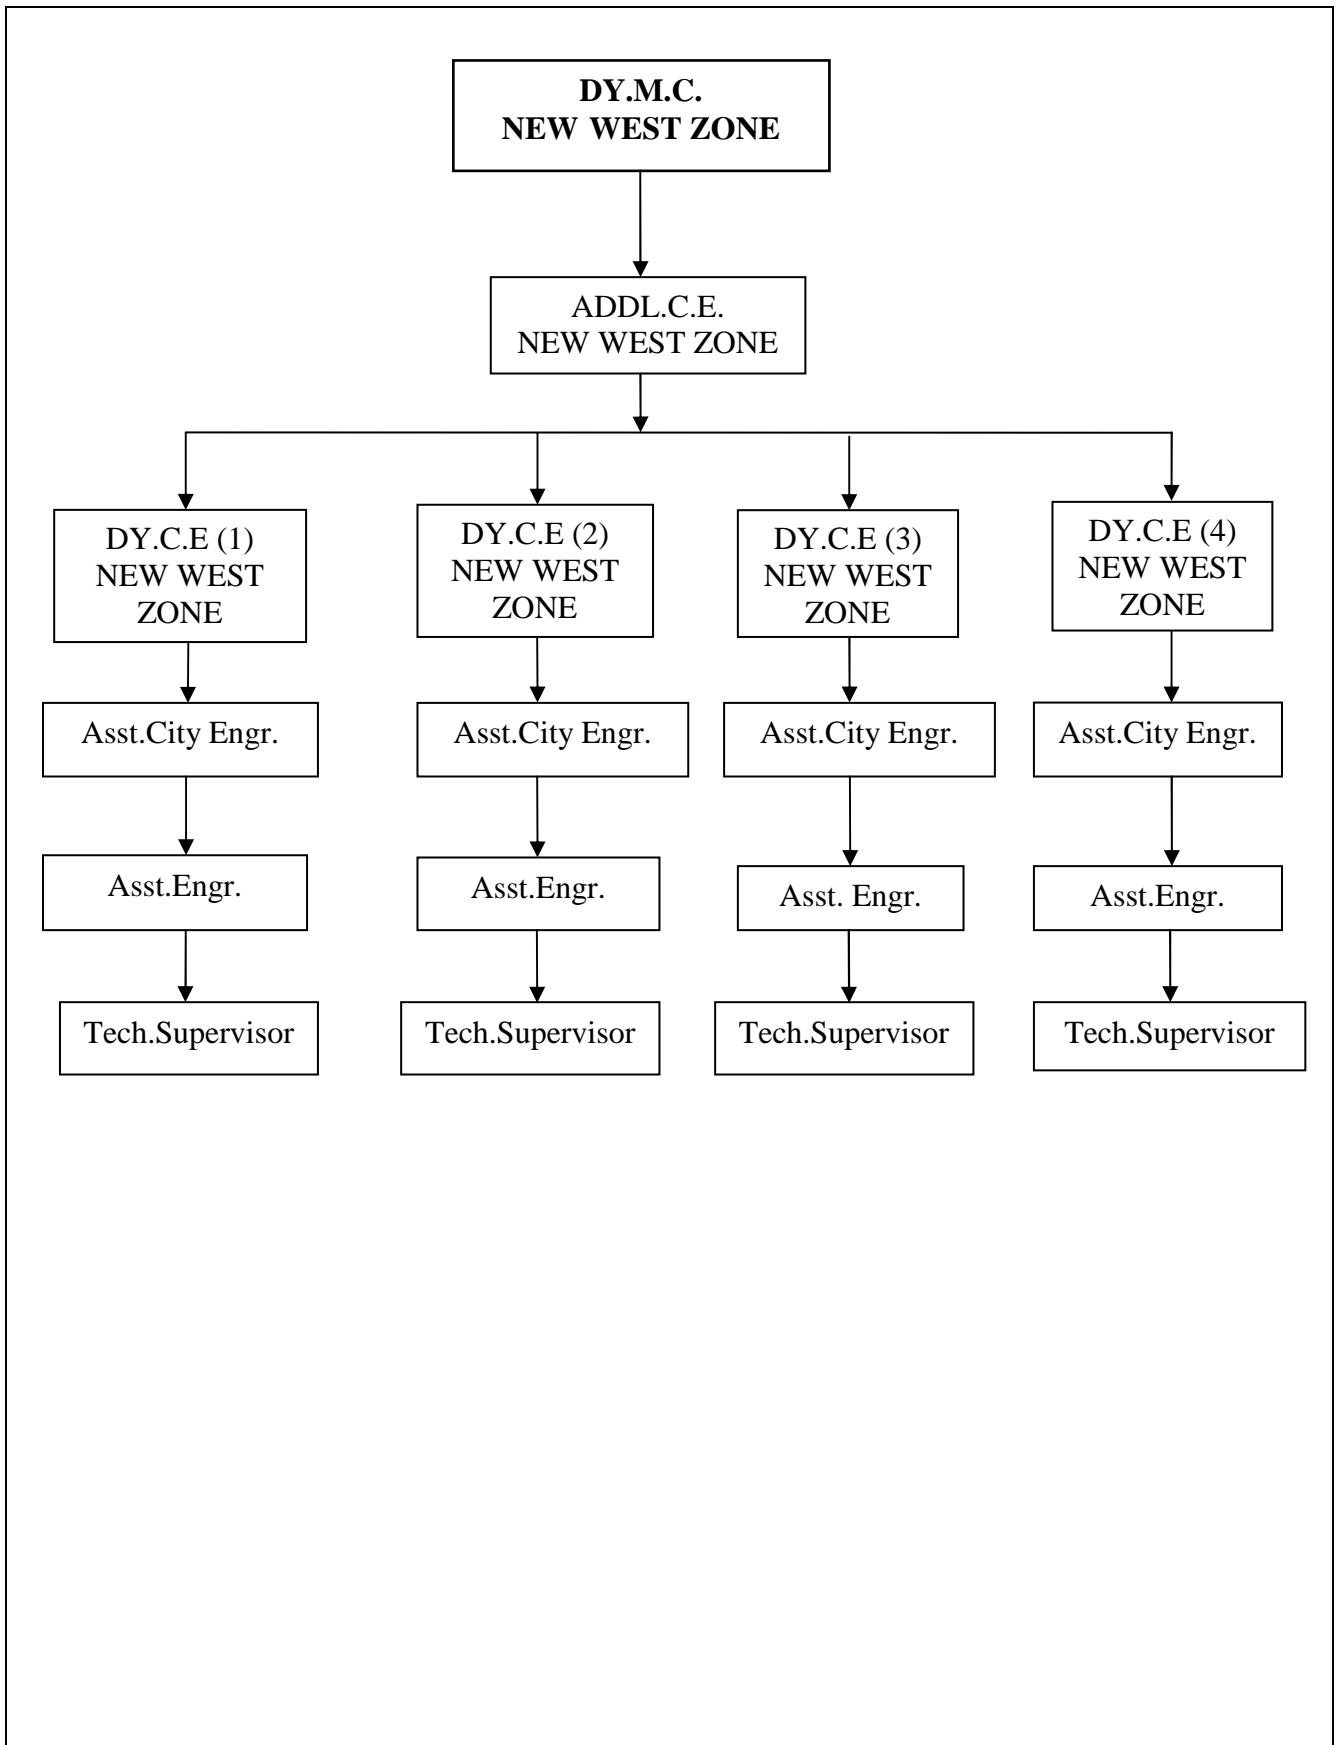 DY.M.C.
NEW WEST ZONE
ADDL.C.E.
NEW WEST ZONE
DY.C.E (1)
NEW WEST
ZONE
DY.C.E (2)
NEW WEST
ZONE
DY.C.E (3)
NEW WEST
ZONE
DY.C.E (4)
NEW WEST
ZONE
Asst.City Engr.
Asst.City Engr.
Asst.City Engr.
Asst.City Engr.
Asst.Engr.
Asst.Engr.
Asst. Engr.
Asst.Engr.
Tech.Supervisor
Tech.Supervisor
Tech.Supervisor
Tech.Supervisor